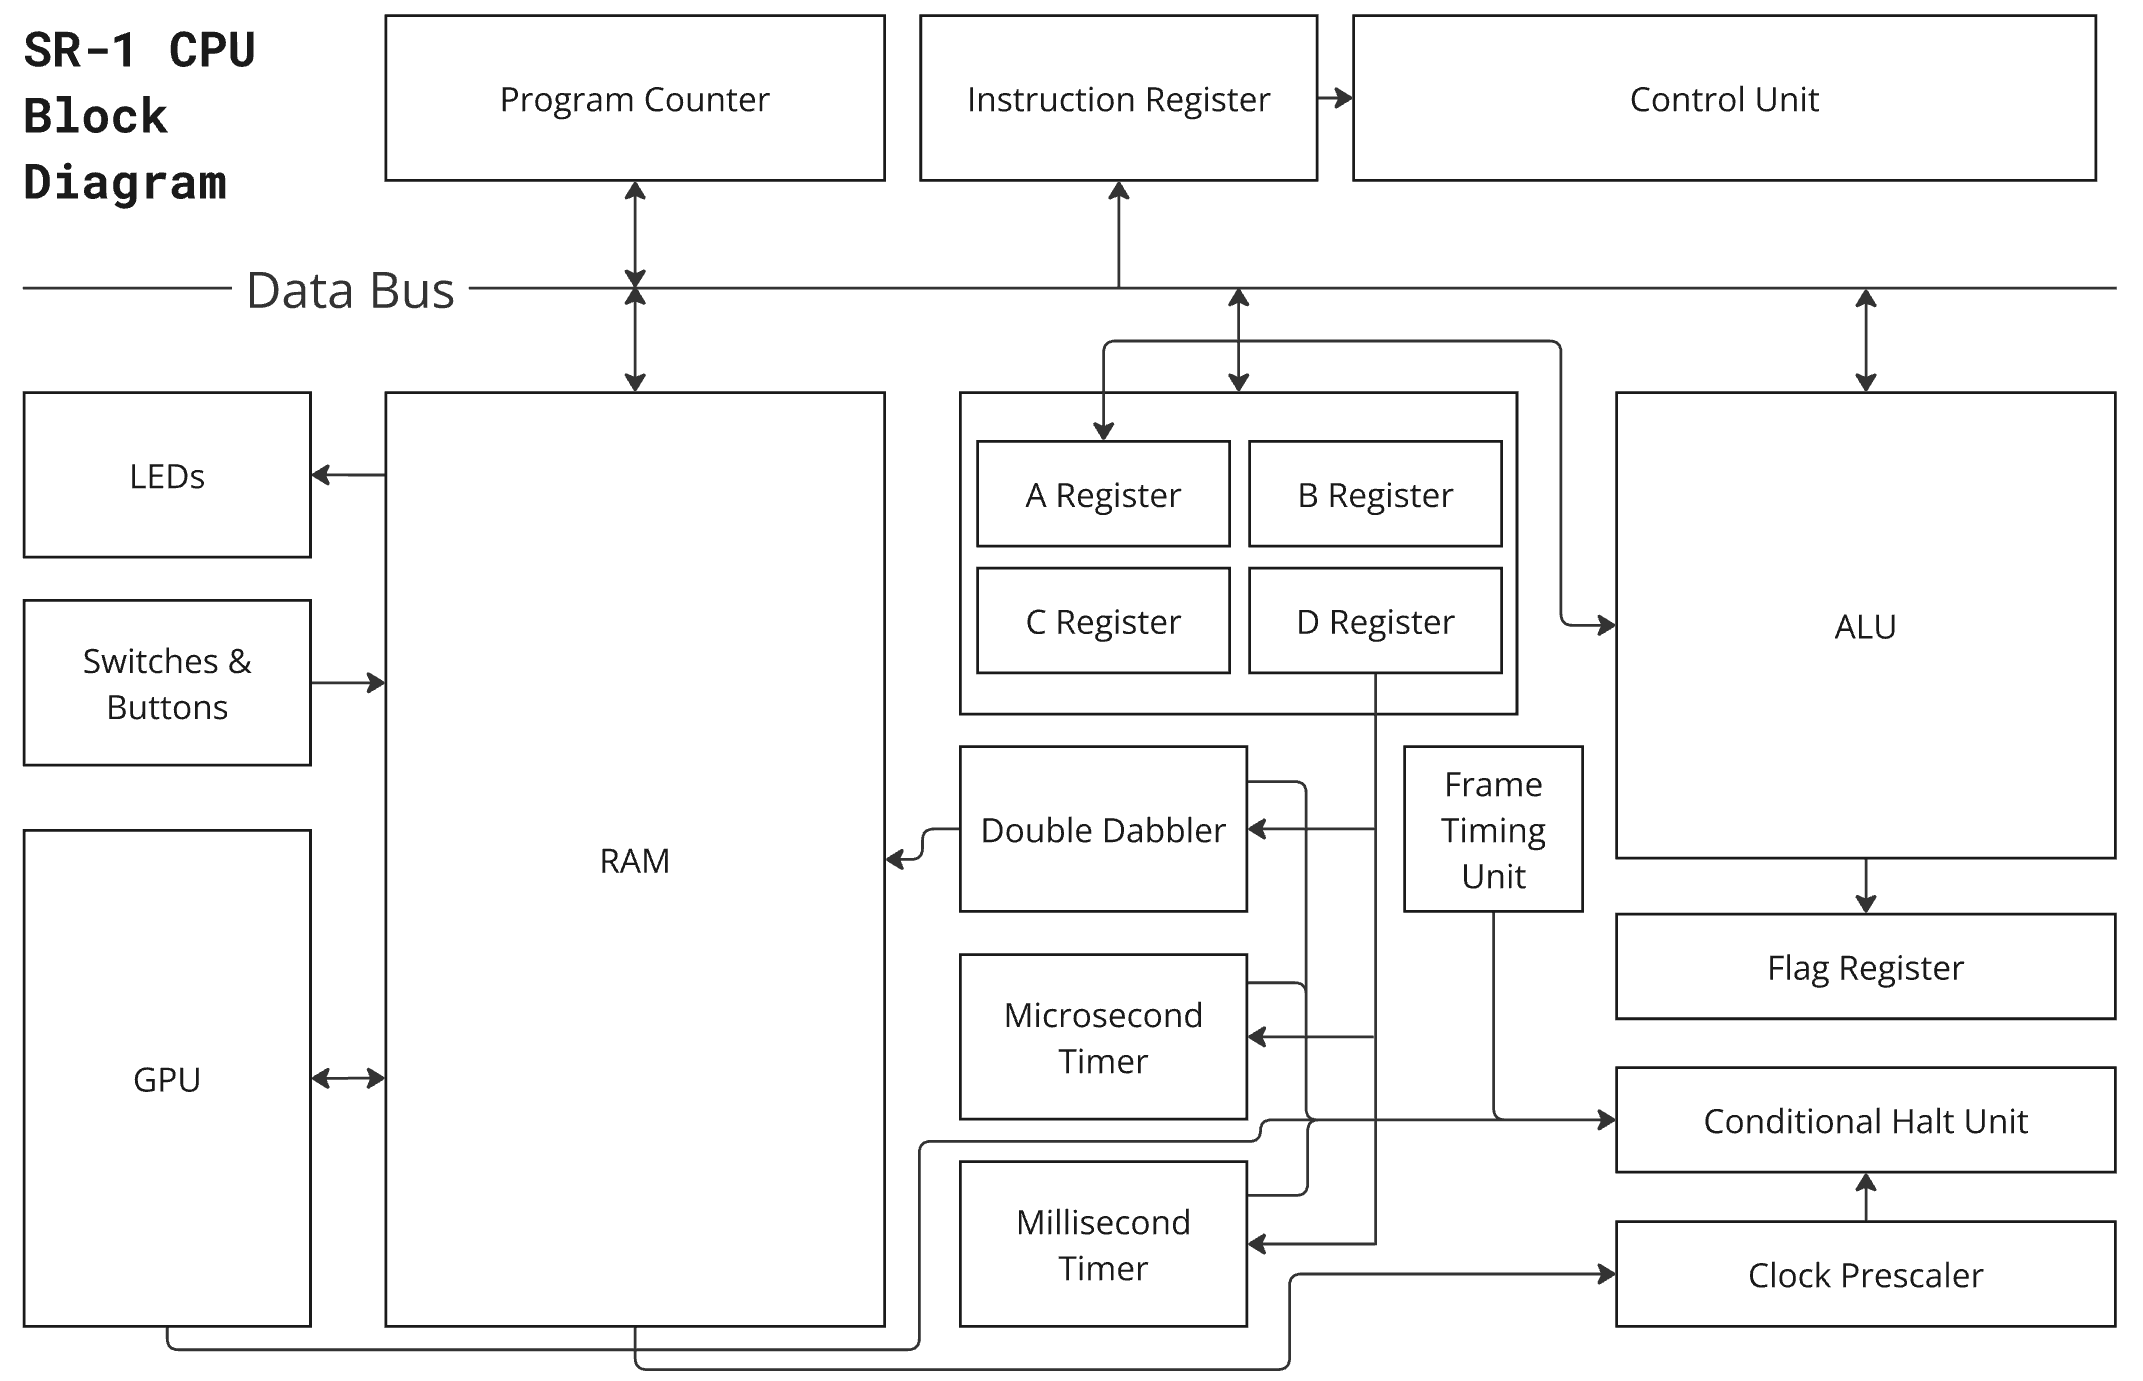 SR-1 CPU
Block
Diagram
Program Counter
Instruction Register
Control Unit
Data Bus
LEDs
Switches &
Buttons
GPU
RAM
A Register
B Register
C Register
D Register
Double Dabbler
Microsecond
Timer
Millisecond
Timer
Frame
Timing
Unit
ALU
Flag Register
Conditional Halt Unit
Clock Prescaler